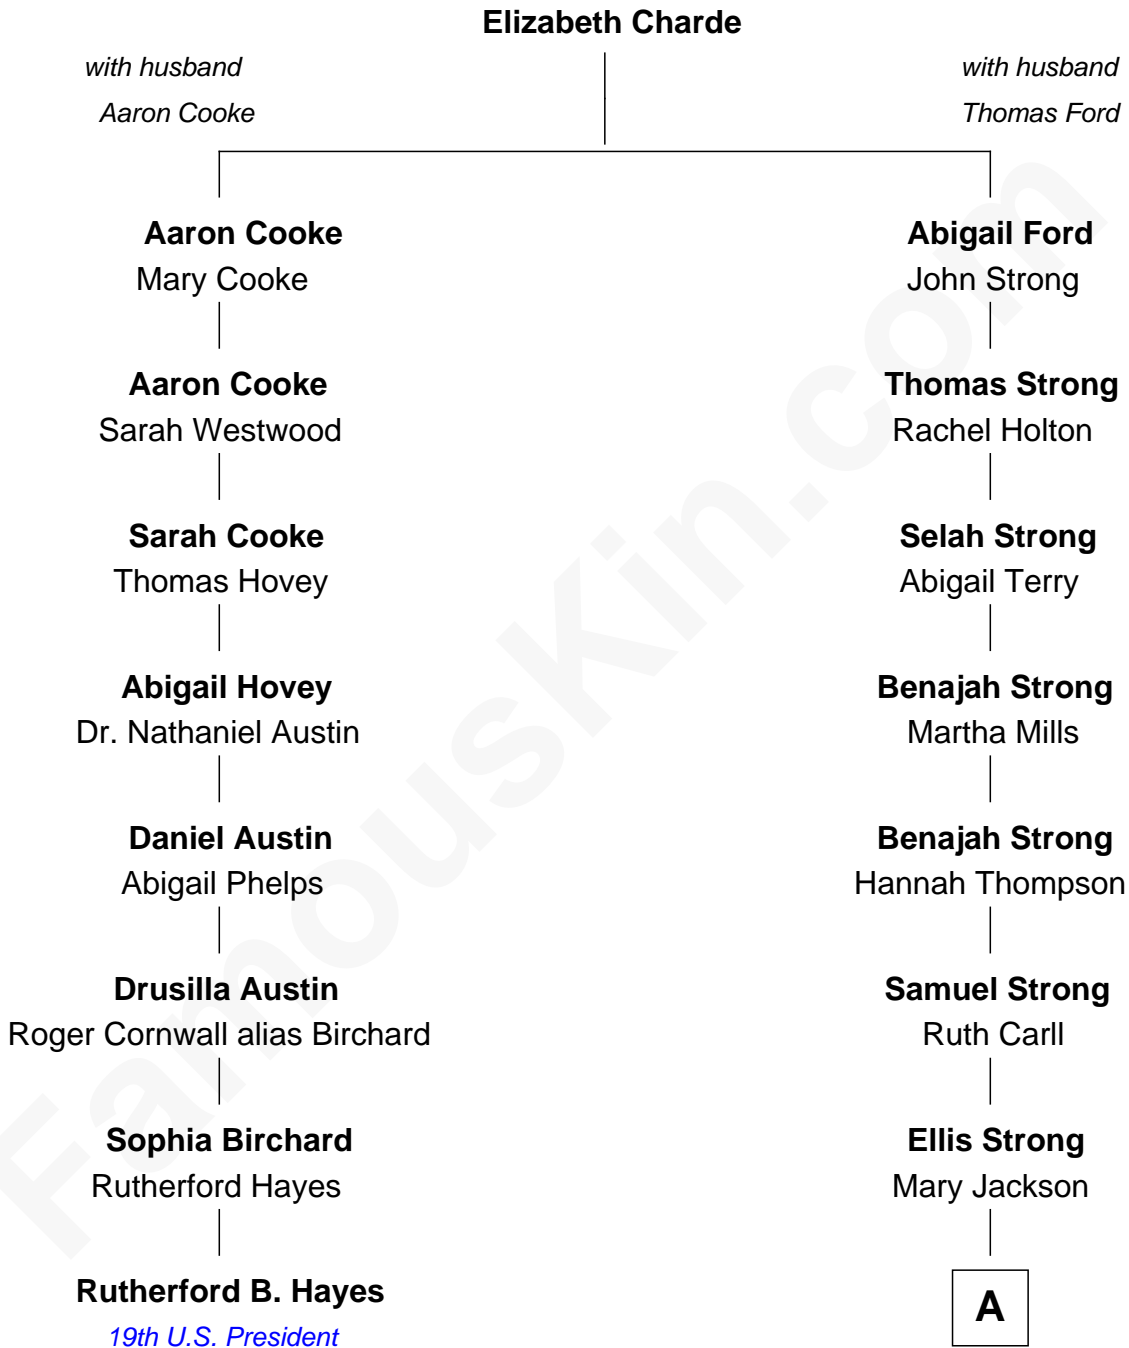 Elizabeth Charde
with husband
Aaron Cooke
with husband
Thomas Ford
Aaron Cooke
Mary Cooke
Abigail Ford
John Strong
Aaron Cooke
Sarah Westwood
Thomas Strong
Rachel Holton
Sarah Cooke
Thomas Hovey
Selah Strong
Abigail Terry
Abigail Hovey
Dr. Nathaniel Austin
Benajah Strong
Martha Mills
Daniel Austin
Abigail Phelps
Benajah Strong
Hannah Thompson
Drusilla Austin
Roger Cornwall alias Birchard
Samuel Strong
Ruth Carll
Sophia Birchard
Rutherford Hayes
Ellis Strong
Mary Jackson
Rutherford B. Hayes
19th U.S. President
A
FamousKin.com